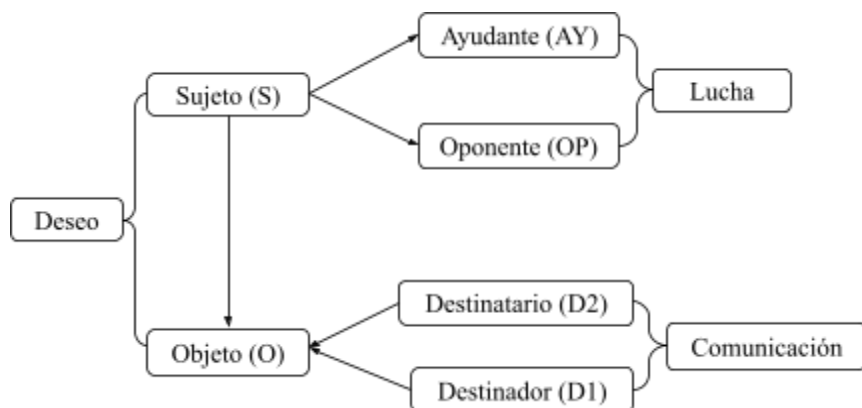 Ayudante (AY)
Sujeto (S)
Lucha
Oponente (OP)
Deseo
Destinatario (D2)
Objeto (O)
Comunicación
Destinador (D1)